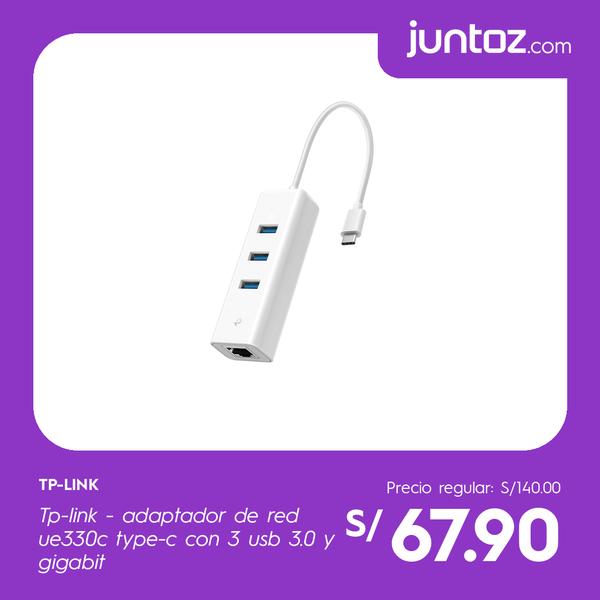 juntoz.com
TP-LINK
Tp-link - adaptador de red
ue330c type-c con 3 usb 3.0 y
gigabit
Precio regular: S/140.00
S/ 67.90